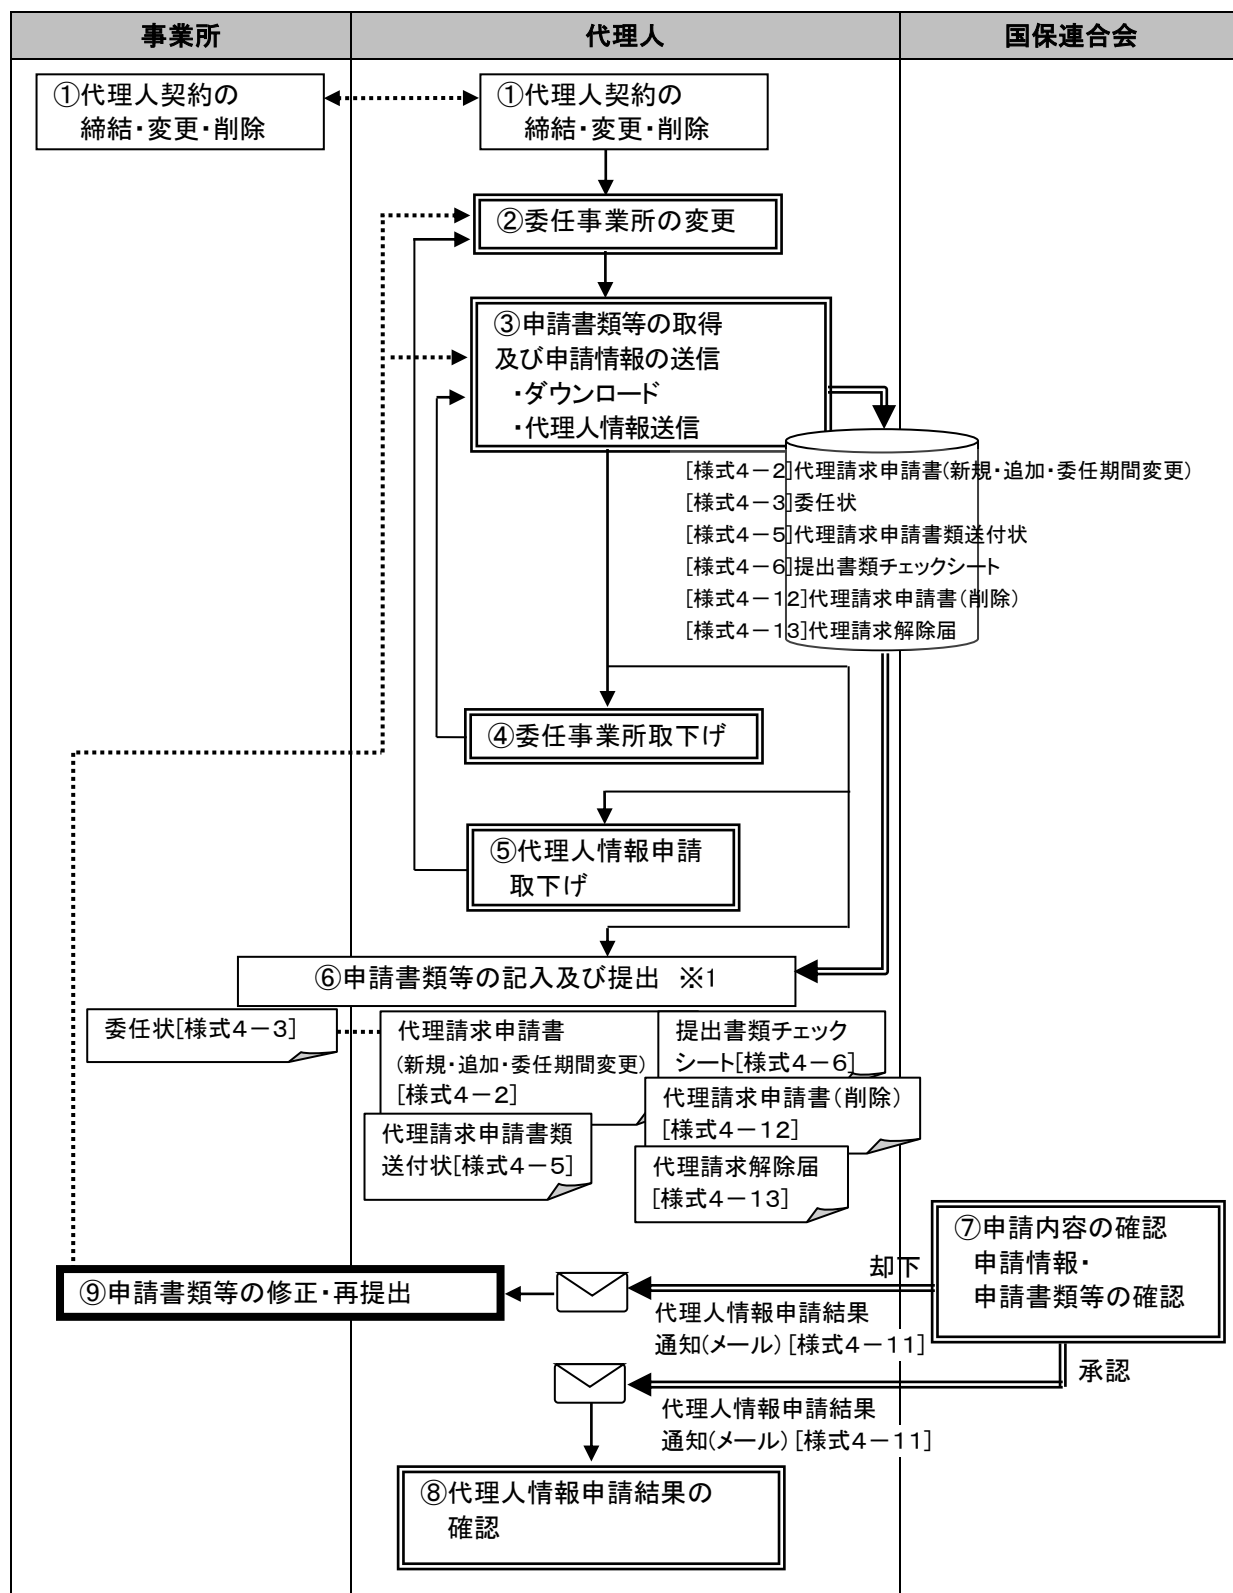 事業所
代理人
国保連合会
①代理人契約の
締結・変更・削除
①代理人契約の
締結・変更・削除
②委任事業所の変更
③申請書類等の取得
及び申請情報の送信
・ダウンロード
・代理人情報送信
[様式4-2]代理請求申請書(新規・追加・委任期間変更)
[様式4-3]委任状
[様式4-5]代理請求申請書類送付状
[様式4-6]提出書類チェックシート
[様式4-12]代理請求申請書(削除)
[様式4-13]代理請求解除届
④委任事業所取下げ
⑤代理人情報申請
取下げ
⑥申請書類等の記入及び提出 ※1
委任状[様式4-3]
代理請求申請書
(新規・追加・委任期間変更)
[様式4-2]
提出書類チェック
シート[様式4-6]
代理請求申請書(削除)
[様式4-12]
代理請求申請書類
送付状[様式4-5]
代理請求解除届
[様式4-13]
⑦申請内容の確認
申請情報・
申請書類等の確認
却下
⑨申請書類等の修正・再提出
代理人情報申請結果
通知(メール)[様式4-11]
承認
代理人情報申請結果
通知(メール)[様式4-11]
⑧代理人情報申請結果の
確認